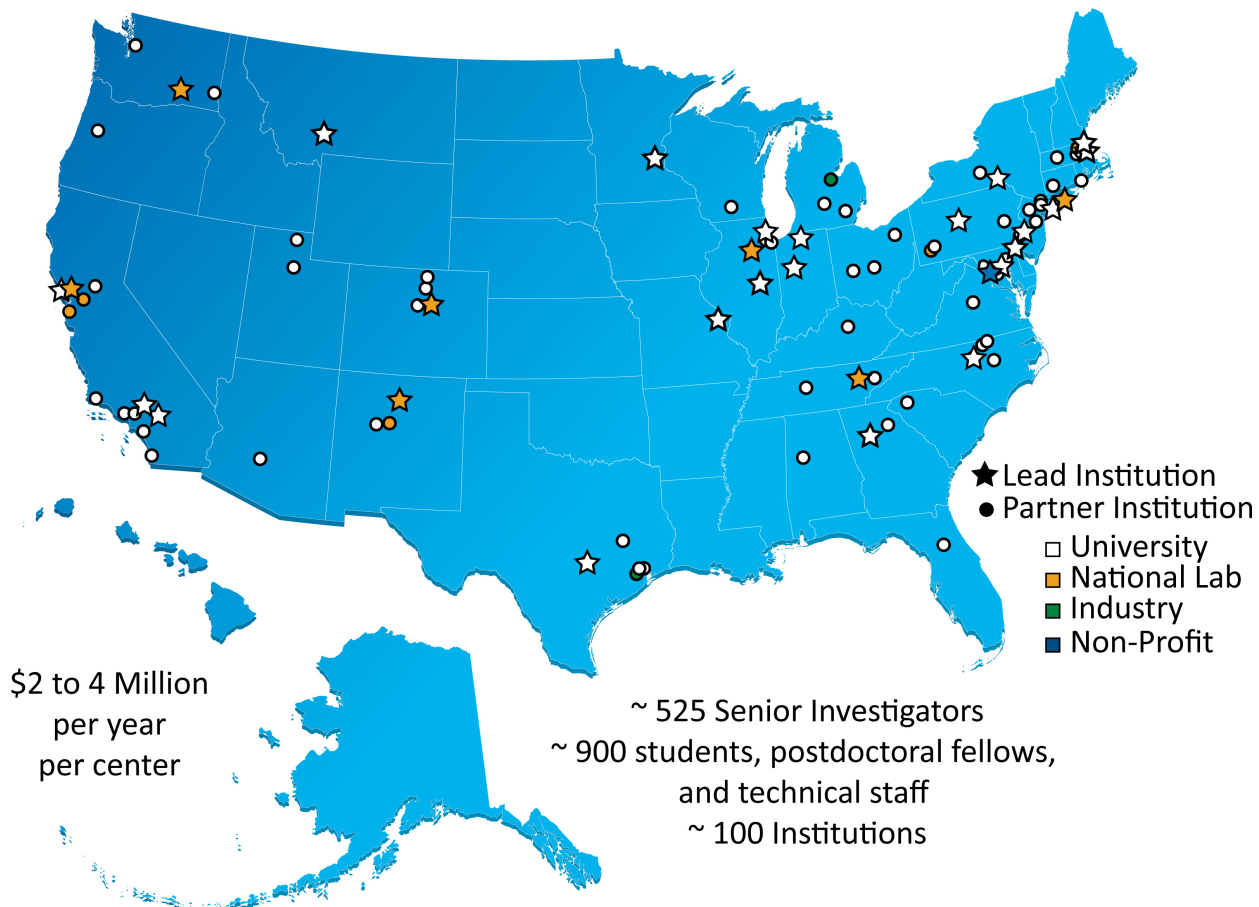 Lead Institution
Partner Institution
University
National Lab
Industry
Non-Profit
$2 to 4 Million
per year
per center
~ 525 Senior Investigators
~ 900 students, postdoctoral fellows,
and technical staff
~ 100 Institutions